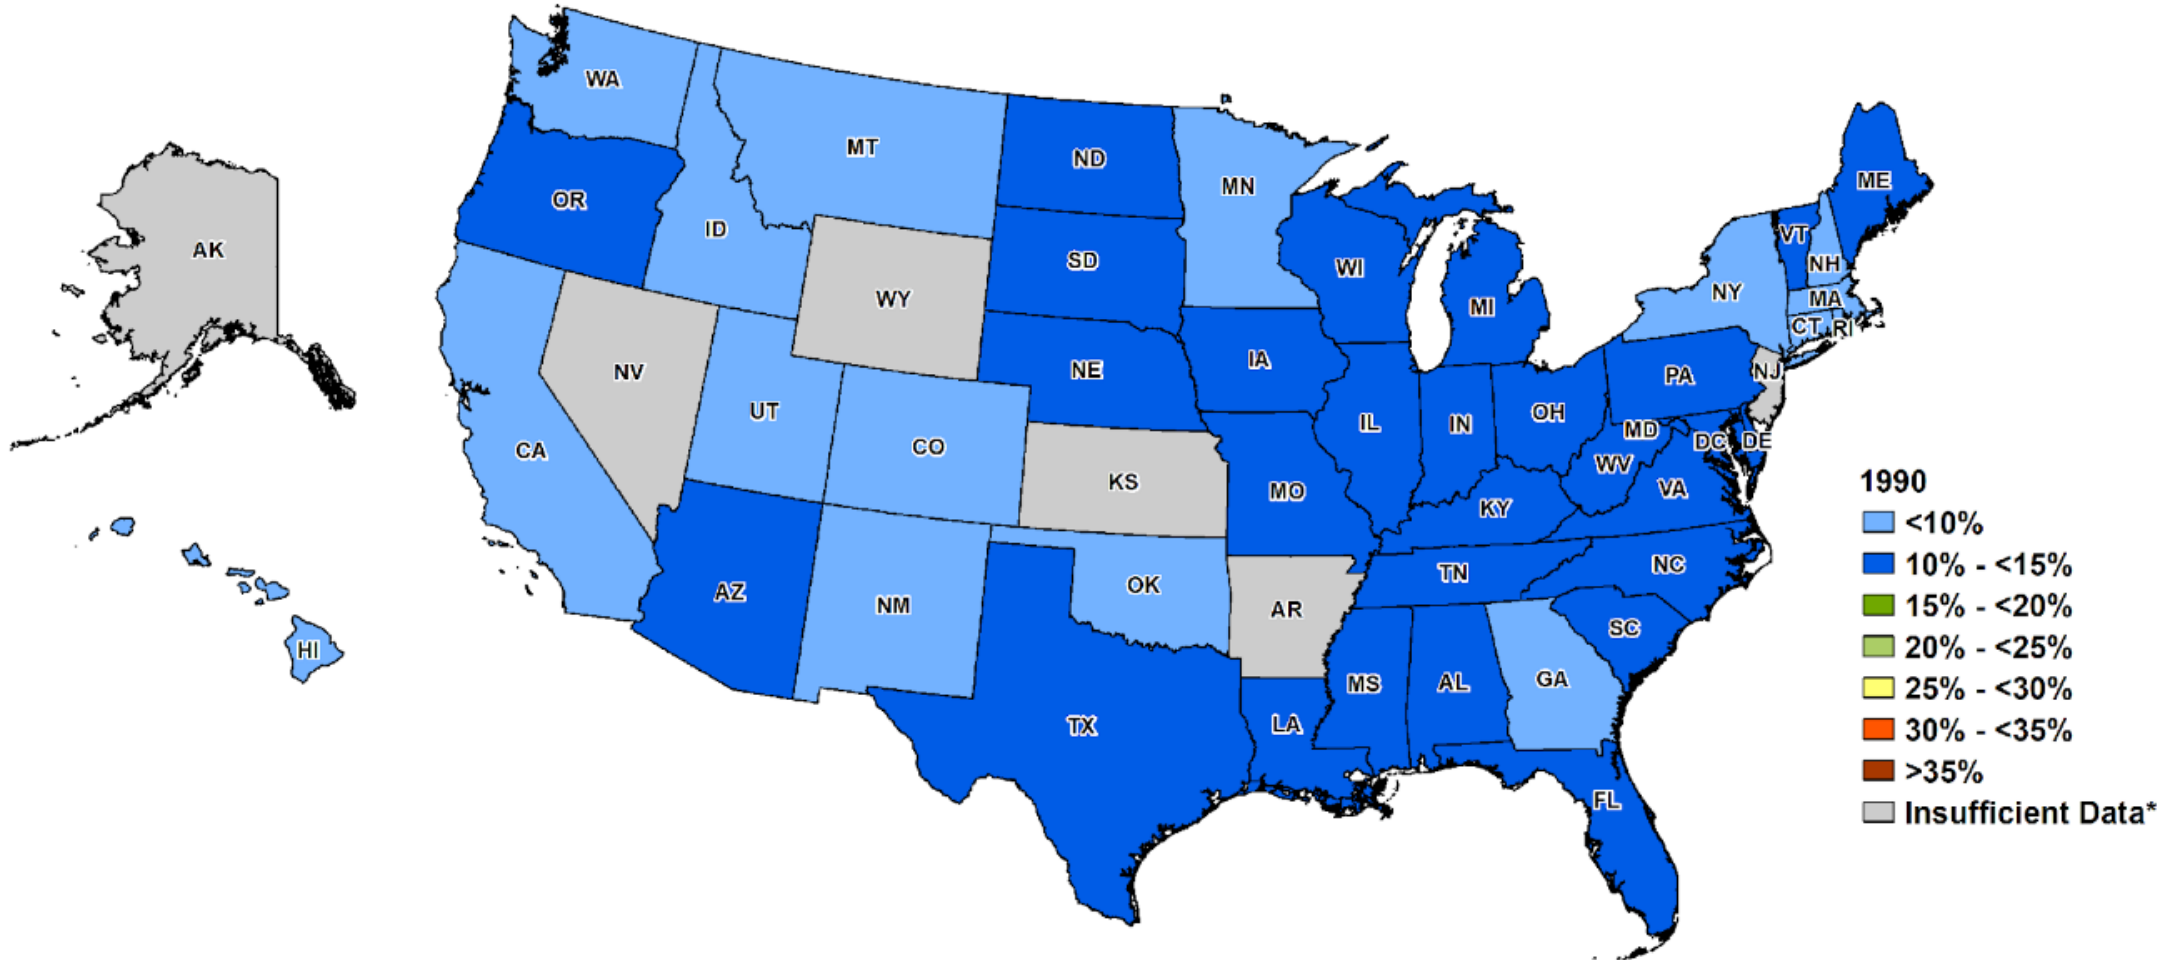 WA
MT
ND
MN
ME
OR
ID
AK
SD
WI
VT
NH
NY
MA
WY
MI
CT RI
NV
NE
IA
PA
NJ
UT
CO
IL
IN
OH
MD
DC
DE
CA
KS
MO
WV
VA
KY
AZ
NM
OK
AR
TN
NC
SC
HI
TX
LA
MS
AL
GA
FL
1990
<10%
10% - <15%
15% - <20%
20% - <25%
25% - <30%
30% - <35%
>35%
Insufficient Data*